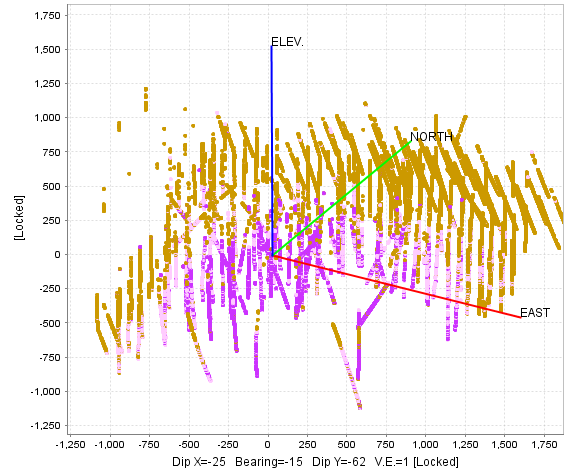 1,750
1,500
ELEV.
1,250
1,000
NORTH
750
500
[Locked]
250
0
-250
EAST
-500
-750
-1,000
-1,250
-1,250 -1,000 -750 -500 -250 0 250 500 750 1,000 1,250 1,500 1,750
Dip X=-25 Bearing=-15 Dip Y=-62 V.E.=1 [Locked]